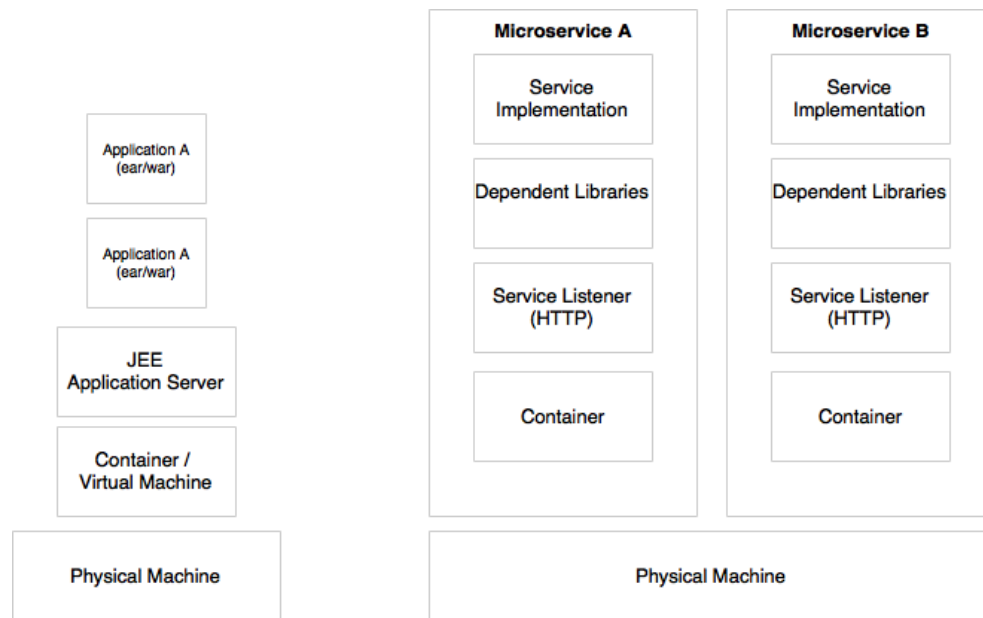 Application A
(ear/war)
Application A
(ear/war)
JEE
Application Server
Container /
Virtual Machine
Physical Machine
Microservice A
Service
Implementation
Dependent Libraries
Service Listener
(HTTP)
Container
Microservice B
Service
Implementation
Dependent Libraries
Service Listener
(HTTP)
Container
Physical Machine